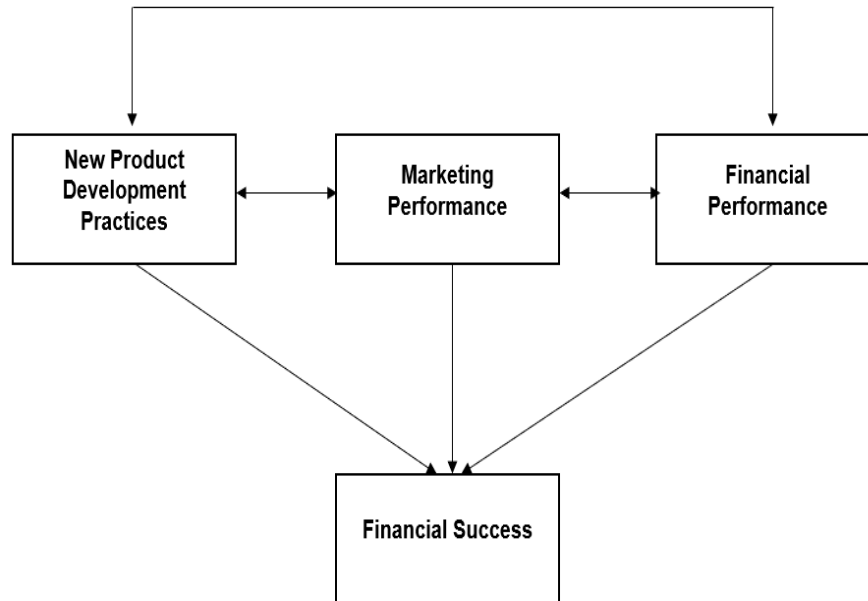 New Product
Development
Practices
Marketing
Performance
Financial
Performance
Financial Success